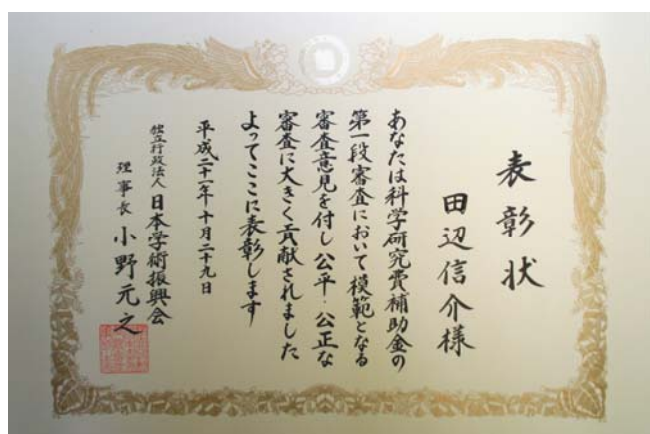 表彰状
田辺信介様
あなたは科学研究費補助金の
第一段審査において模範となる
審査意見を付し公平・公正な
審査に大きく貢献されました
よってここに表彰します
平成二十一年十月二十九日
独立行政法人日本学術振興会
理事長 小野元之